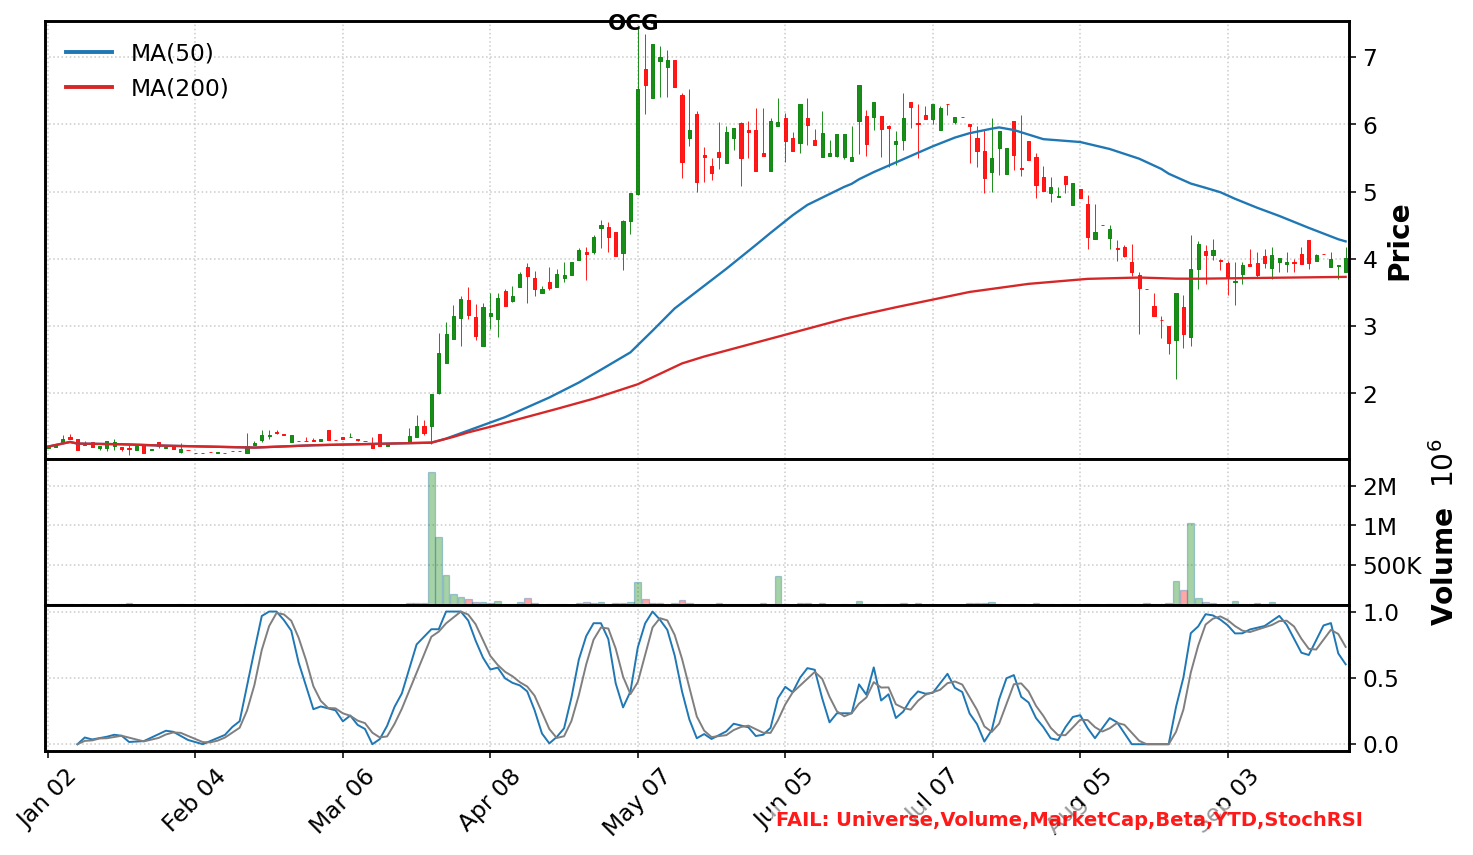 OCG
MA(50)
MA(200)
7
6
5
4
3
2
Price
2M
1M
500K
Volume 10⁶
1.0
0.5
0.0
Jan 02
Feb 04
Mar 06
Apr 08
May 07
Jun 05
Jul 07
Aug 05
Sep 03
FAIL: Universe,Volume,MarketCap,Beta,YTD,StochRSI